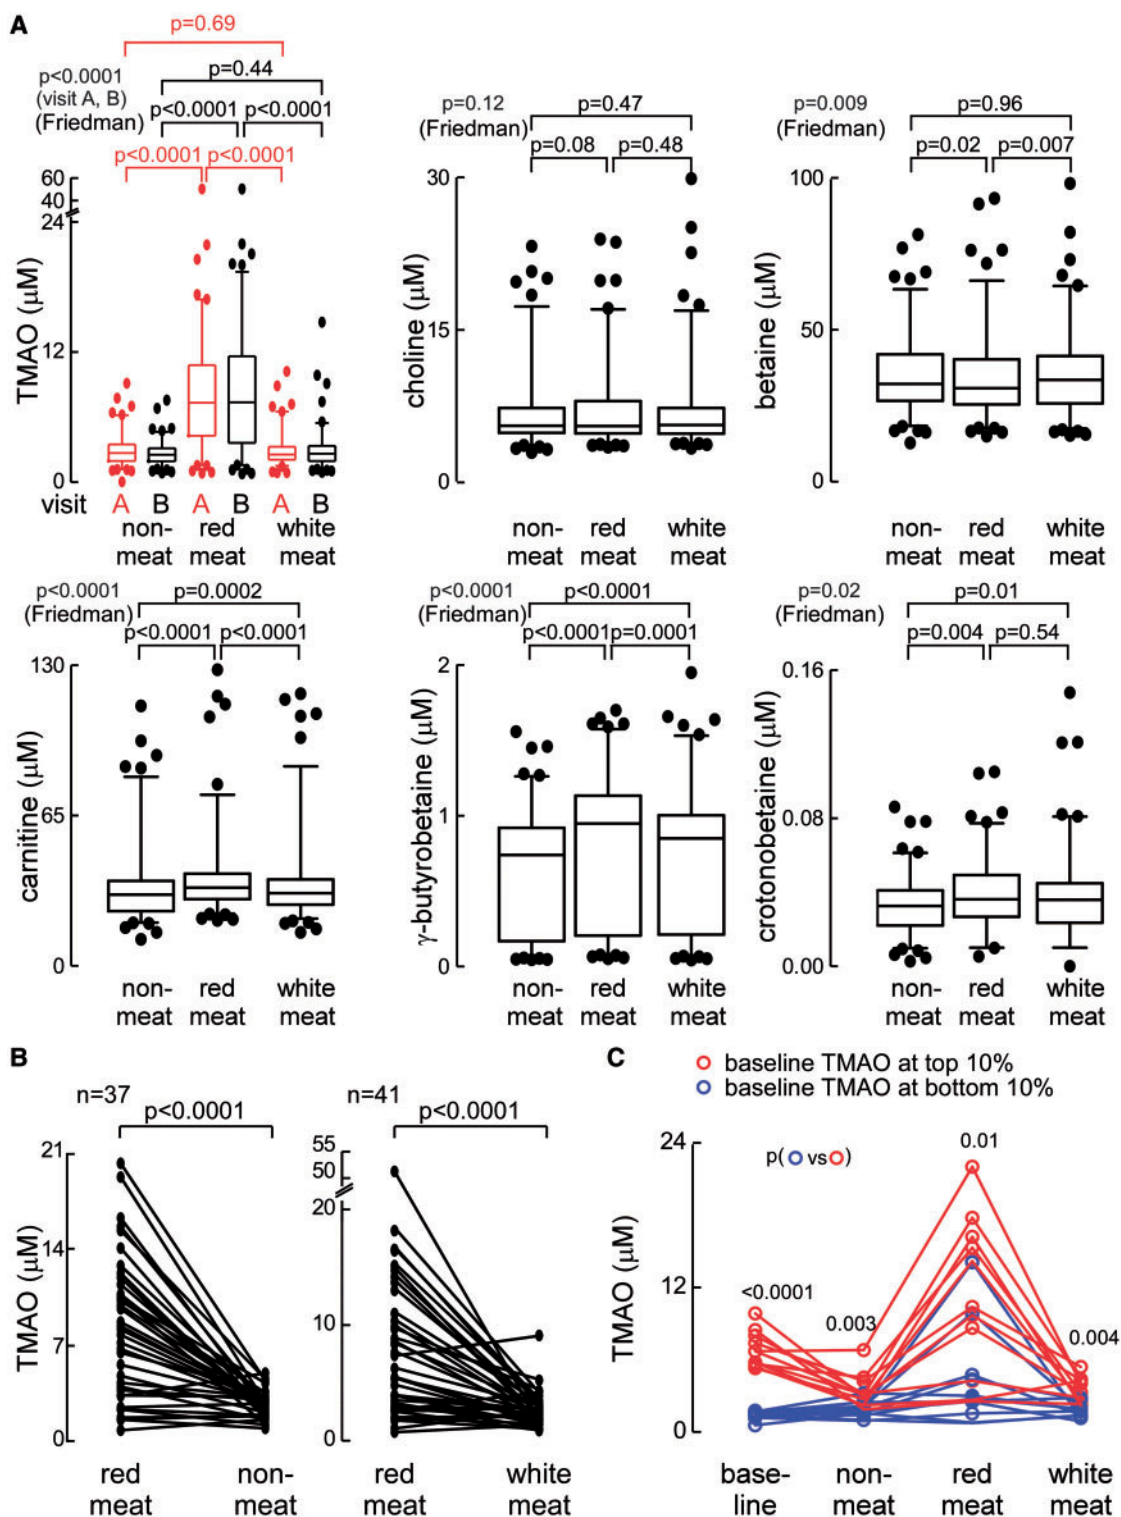 A
p=0.69
p<0.0001
(visit A, B)
(Friedman)
p=0.44
p<0.0001 p<0.0001
p<0.0001 p<0.0001
60
40
24
12
0
TMAO (μM)
visit A B A B A B
non-
meat
red
meat
white
meat
p=0.12
(Friedman)
p=0.47
p=0.08 p=0.48
30
15
0
choline (μM)
non-
meat
red
meat
white
meat
p=0.009
(Friedman)
p=0.96
p=0.02 p=0.007
100
50
0
betaine (μM)
non-
meat
red
meat
white
meat
p<0.0001
(Friedman)
p=0.0002
p<0.0001 p<0.0001
130
65
0
carnitine (μM)
non-
meat
red
meat
white
meat
p<0.0001
(Friedman)
p<0.0001
p<0.0001 p=0.0001
2
1
0
γ-butyrobetaine (μM)
non-
meat
red
meat
white
meat
p=0.02
(Friedman)
p=0.01
p=0.004 p=0.54
0.16
0.08
0.00
crotonobetaine (μM)
non-
meat
red
meat
white
meat
B
n=37
p<0.0001
21
14
7
0
TMAO (μM)
red
meat
non-
meat
n=41
p<0.0001
55
50
20
10
0
red
meat
white
meat
C
baseline TMAO at top 10%
baseline TMAO at bottom 10%
p( vs )
24
12
0
TMAO (μM)
<0.0001
0.003
0.01
0.004
base-
line
non-
meat
red
meat
white
meat